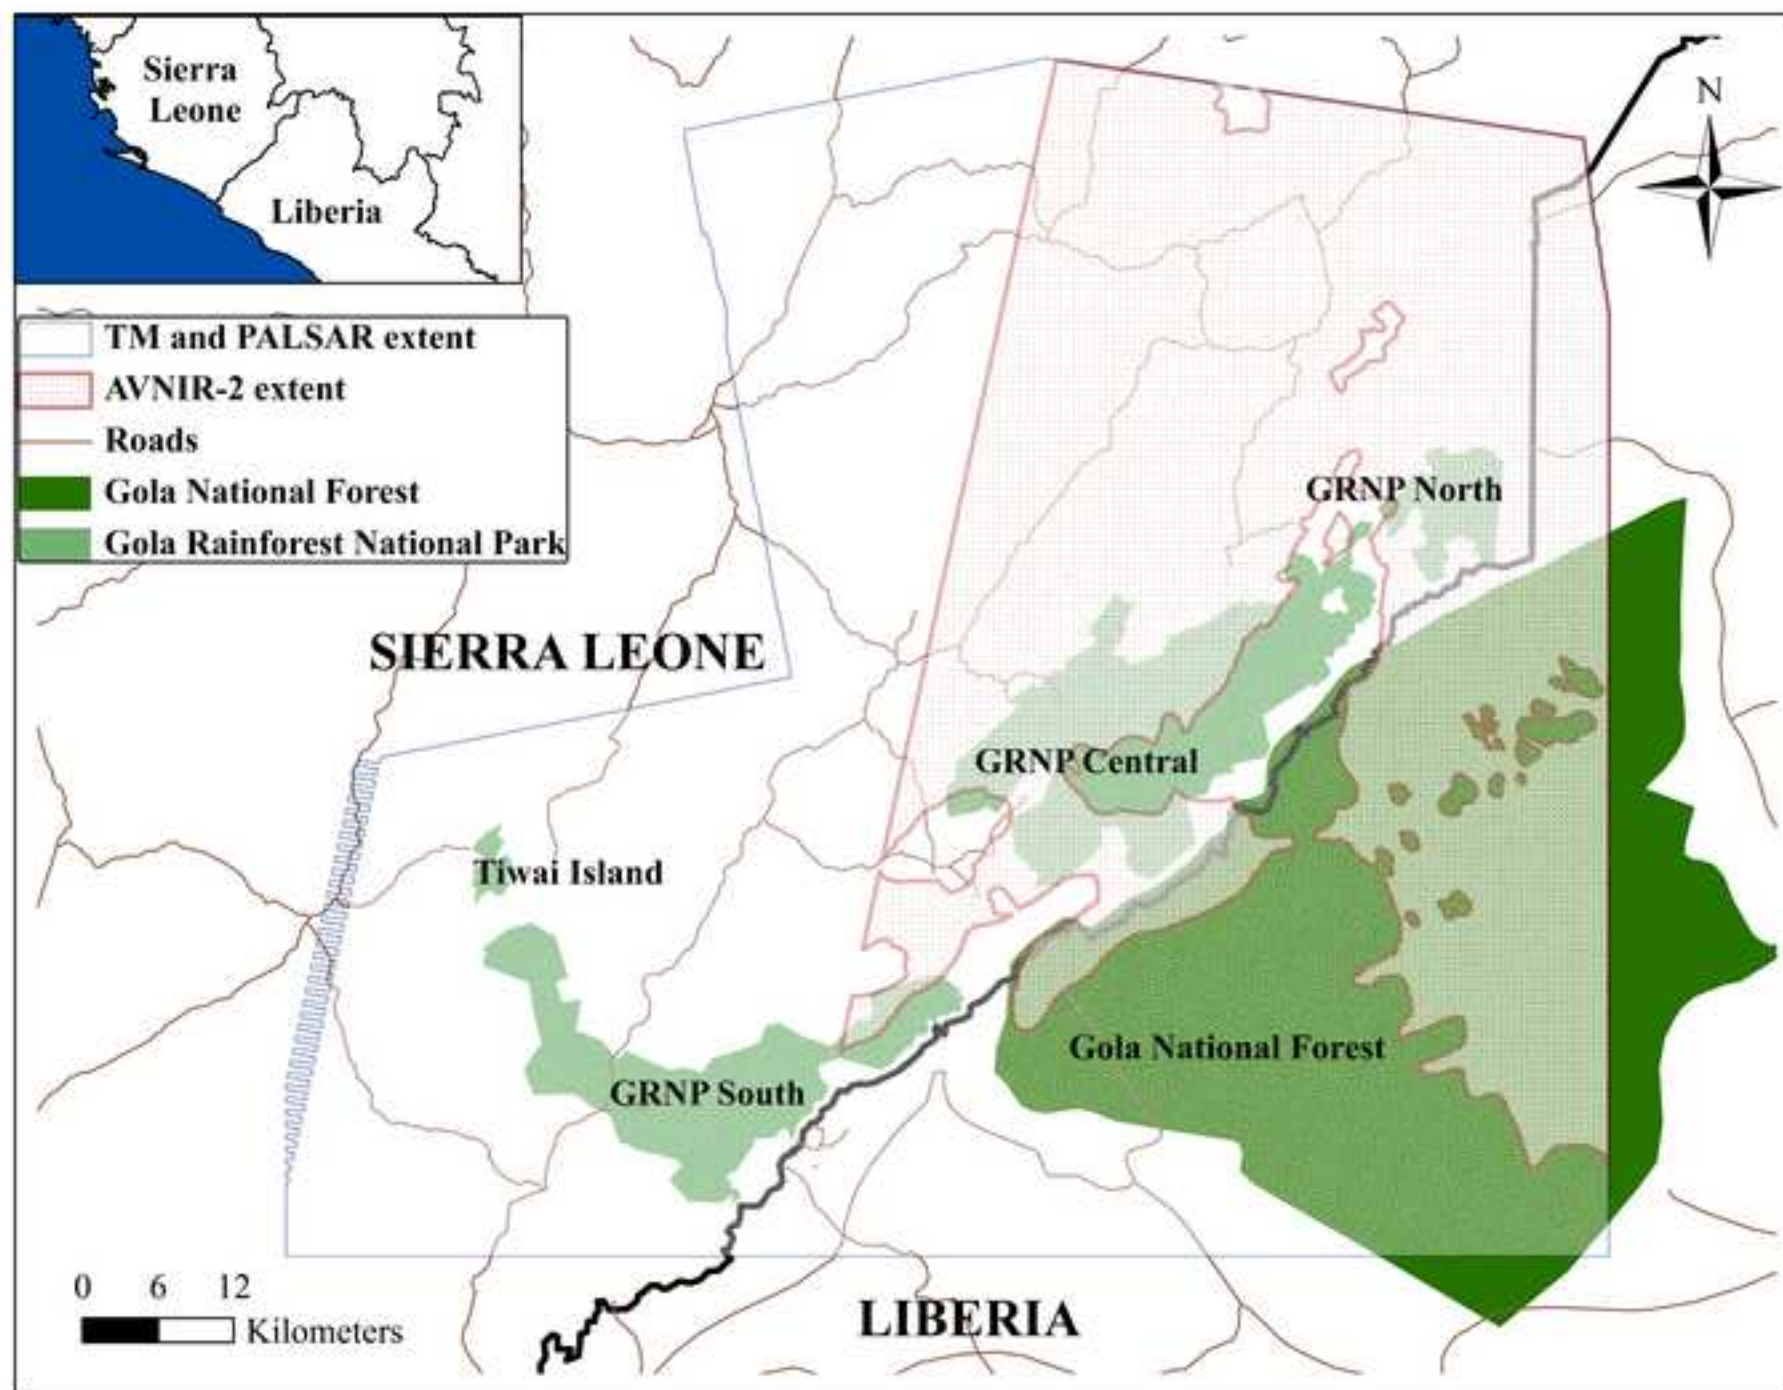 Sierra
Leone
Liberia
N
TM and PALSAR extent
AVNIR-2 extent
Roads
Gola National Forest
Gola Rainforest National Park
GRNP North
SIERRA LEONE
GRNP Central
Tiwai Island
Gola National Forest
GRNP South
0 6 12
Kilometers
LIBERIA